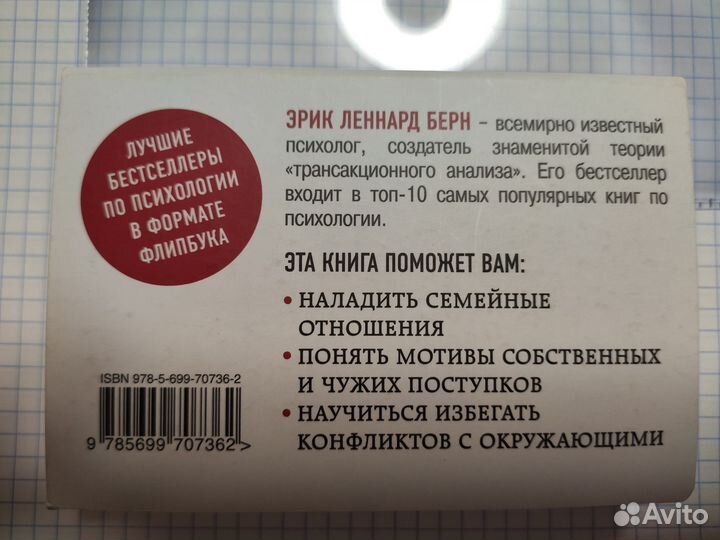 ЛУЧШИЕ
БЕСТСЕЛЛЕРЫ
ПО ПСИХОЛОГИИ
В ФОРМАТЕ
ФЛИПБУКА
ЭРИК ЛЕННАРД БЕРН – всемирно известный
психолог, создатель знаменитой теории
«трансакционного анализа». Его бестселлер
входит в топ-10 самых популярных книг по
психологии.
ЭТА КНИГА ПОМОЖЕТ ВАМ:
• НАЛАДИТЬ СЕМЕЙНЫЕ
ОТНОШЕНИЯ
• ПОНЯТЬ МОТИВЫ СОБСТВЕННЫХ
И ЧУЖИХ ПОСТУПКОВ
• НАУЧИТЬСЯ ИЗБЕГАТЬ
КОНФЛИКТОВ С ОКРУЖАЮЩИМИ
ISBN 978-5-699-70736-2
9 785699 707362 >
Avito